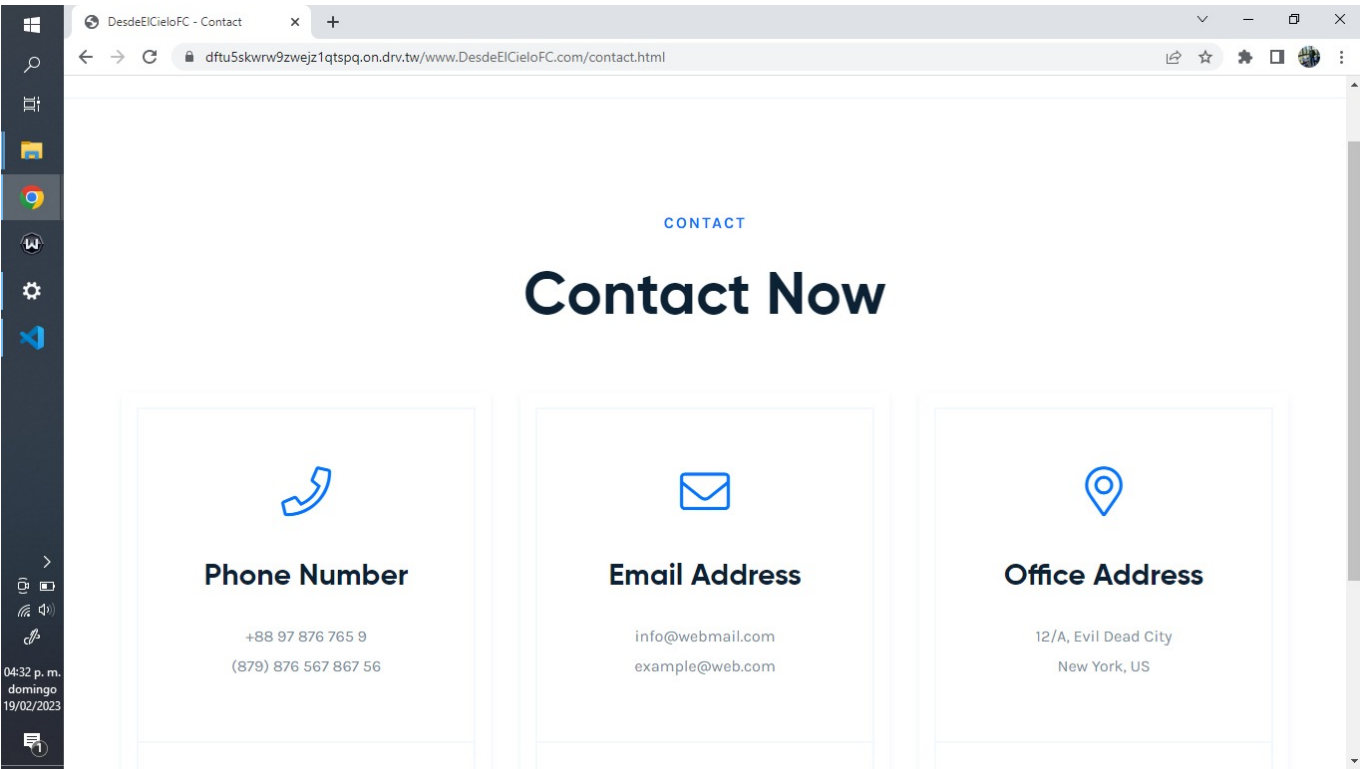 DesdeElCieloFC - Contact
dftu5skwrw9zwejz1qtspq.on.drv.tw/www.DesdeElCieloFC.com/contact.html
CONTACT
Contact Now
Phone Number
+88 97 876 765 9
(879) 876 567 867 56
Email Address
info@webmail.com
example@web.com
Office Address
12/A, Evil Dead City
New York, US
04:32 p. m.
domingo
19/02/2023
1